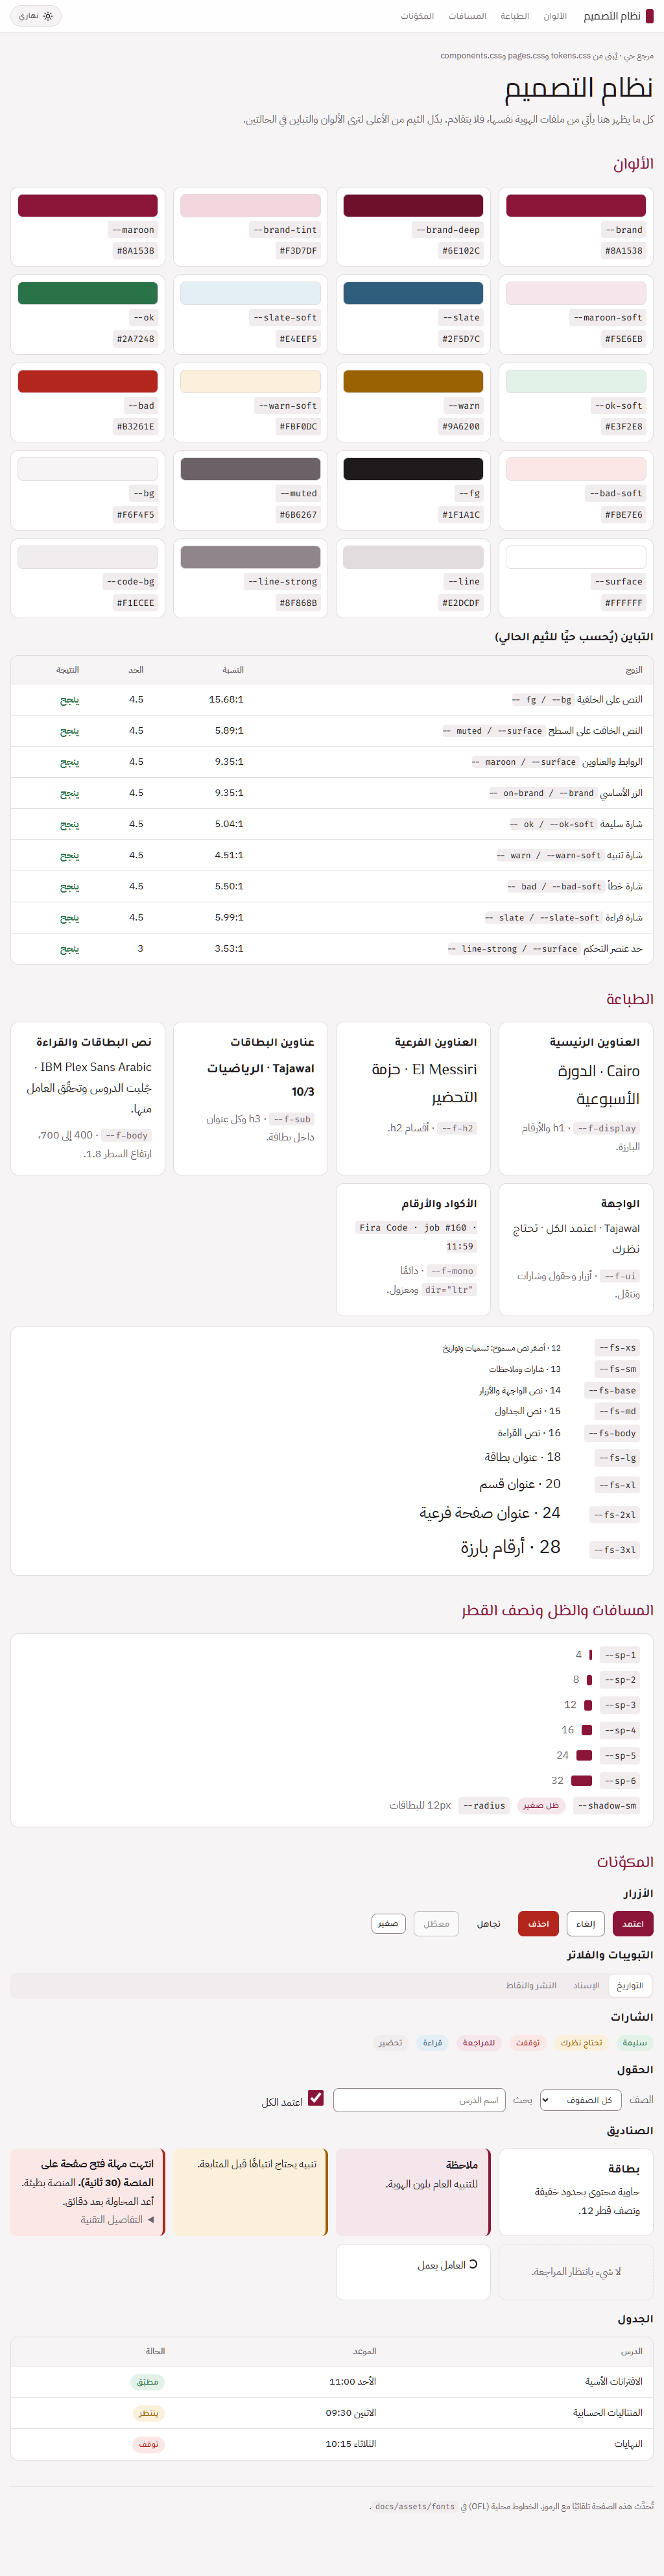 نظام التصميم الألوان الطباعة المسافات المكوّنات نهاري
مرجع حي · يُبنى من tokens.css وpages.css وcomponents.css
نظام التصميم
كل ما يظهر هنا يأتي من ملفات الهوية نفسها، فلا يتقادم. بدّل الثيم من الأعلى لترى الألوان والتباين في الحالتين.
الألوان
--brand --brand-deep --brand-tint --maroon
#8A1538 #6E102C #F3D7DF #8A1538
--maroon-soft --slate --slate-soft --ok
#F5E6EB #2F5D7C #E4EEF5 #2A7248
--ok-soft --warn --warn-soft --bad
#E3F2E8 #9A6200 #FBF0DC #B3261E
--bad-soft --fg --muted --bg
#FBE7E6 #1F1A1C #6B6267 #F6F4F5
--surface --line --line-strong --code-bg
#FFFFFF #E2DCDF #8F868B #F1ECEE
التباين (يُحسب حيًا للثيم الحالي)
الزوج النسبة الحد النتيجة
النص على الخلفية -- fg / --bg 15.68:1 4.5 ينجح
النص الخافت على السطح -- muted / --surface 5.89:1 4.5 ينجح
الروابط والعناوين -- maroon / --surface 9.35:1 4.5 ينجح
الزر الأساسي -- on-brand / --brand 9.35:1 4.5 ينجح
شارة سليمة -- ok / --ok-soft 5.04:1 4.5 ينجح
شارة تنبيه -- warn / --warn-soft 4.51:1 4.5 ينجح
شارة خطأ -- bad / --bad-soft 5.50:1 4.5 ينجح
شارة قراءة -- slate / --slate-soft 5.99:1 4.5 ينجح
حد عنصر التحكم -- line-strong / --surface 3.53:1 3 ينجح
الطباعة
العناوين الرئيسية
Cairo · الدورة
الأسبوعية
--f-display · h1 والأرقام
البارزة.
العناوين الفرعية
El Messiri · حزمة
التحضير
--f-h2 · أقسام h2.
عناوين البطاقات
Tajawal · الرياضيات
10/3
--f-sub · h3 وكل عنوان
داخل بطاقة.
نص البطاقات والقراءة
IBM Plex Sans Arabic ·
جُلبت الدروس وتحقّق العامل
منها.
--f-body · 400 إلى 700،
ارتفاع السطر 1.8.
الواجهة
Tajawal · اعتمد الكل · تحتاج
نظرك
--f-ui · أزرار وحقول وشارات
وتنقل.
الأكواد والأرقام
Fira Code · job #160 ·
11:59
--f-mono · دائمًا
dir="ltr" ومعزول.
--fs-xs 12 · أصغر نص مسموح: تسميات وتواريخ
--fs-sm 13 · شارات وملاحظات
--fs-base 14 · نص الواجهة والأزرار
--fs-md 15 · نص الجداول
--fs-body 16 · نص القراءة
--fs-lg 18 · عنوان بطاقة
--fs-xl 20 · عنوان قسم
--fs-2xl 24 · عنوان صفحة فرعية
--fs-3xl 28 · أرقام بارزة
المسافات والظل ونصف القطر
--sp-1 4
--sp-2 8
--sp-3 12
--sp-4 16
--sp-5 24
--sp-6 32
--shadow-sm ظل صغير --radius 12px للبطاقات
المكوّنات
الأزرار
اعتمد إلغاء احذف تجاهل معطّل صغير
التبويبات والفلاتر
التواريخ الإسناد النشر والنقاط
الشارات
سليمة تحتاج نظرك توقفت للمراجعة قراءة تحضير
الحقول
الصف كل الصفوف بحث اسم الدرس اعتمد الكل
الصناديق
بطاقة
حاوية محتوى بحدود خفيفة
ونصف قطر 12.
ملاحظة
للتنبيه العام بلون الهوية.
تنبيه يحتاج انتباهًا قبل المتابعة.
انتهت مهلة فتح صفحة على
المنصة (30 ثانية). المنصة بطيئة.
أعد المحاولة بعد دقائق.
التفاصيل التقنية
لا شيء بانتظار المراجعة.
العامل يعمل
الجدول
الدرس الموعد الحالة
الاقترانات الأسية الأحد 11:00 مطبّق
المتتاليات الحسابية الاثنين 09:30 ينتظر
النهايات الثلاثاء 10:15 توقف
تُحدَّث هذه الصفحة تلقائيًا مع الرموز. الخطوط محلية (OFL) في docs/assets/fonts.